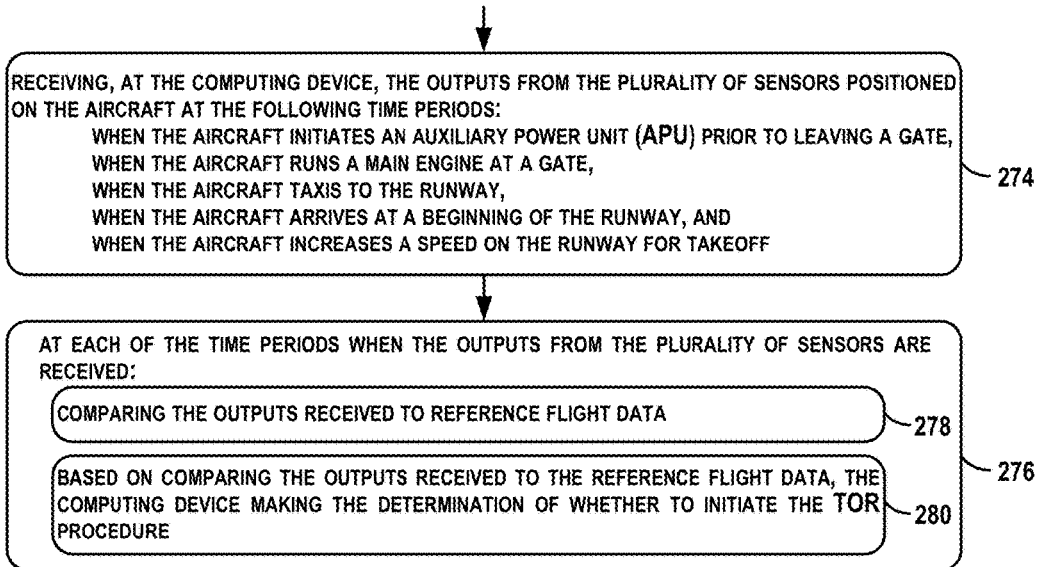 RECEIVING, AT THE COMPUTING DEVICE, THE OUTPUTS FROM THE PLURALITY OF SENSORS POSITIONED
ON THE AIRCRAFT AT THE FOLLOWING TIME PERIODS:
WHEN THE AIRCRAFT INITIATES AN AUXILIARY POWER UNIT (APU) PRIOR TO LEAVING A GATE,
WHEN THE AIRCRAFT RUNS A MAIN ENGINE AT A GATE,
WHEN THE AIRCRAFT TAXIS TO THE RUNWAY,
WHEN THE AIRCRAFT ARRIVES AT A BEGINNING OF THE RUNWAY, AND
WHEN THE AIRCRAFT INCREASES A SPEED ON THE RUNWAY FOR TAKEOFF
274
AT EACH OF THE TIME PERIODS WHEN THE OUTPUTS FROM THE PLURALITY OF SENSORS ARE
RECEIVED:
COMPARING THE OUTPUTS RECEIVED TO REFERENCE FLIGHT DATA
278
BASED ON COMPARING THE OUTPUTS RECEIVED TO THE REFERENCE FLIGHT DATA, THE
COMPUTING DEVICE MAKING THE DETERMINATION OF WHETHER TO INITIATE THE TOR
PROCEDURE
280
276